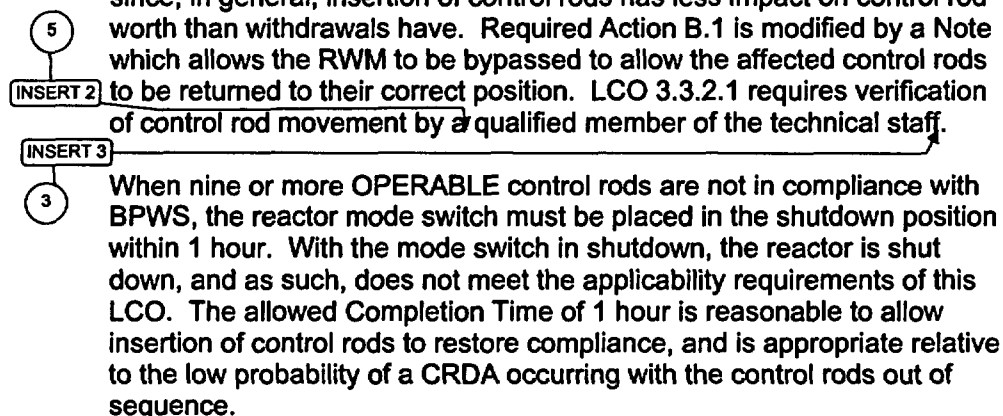 since, in general, insertion of control rods has less impact on control rod
5
worth than withdrawals have. Required Action B.1 is modified by a Note
which allows the RWM to be bypassed to allow the affected control rods
INSERT 2
to be returned to their correct position. LCO 3.3.2.1 requires verification
of control rod movement by a qualified member of the technical staff.
INSERT 3
3
When nine or more OPERABLE control rods are not in compliance with
BPWS, the reactor mode switch must be placed in the shutdown position
within 1 hour. With the mode switch in shutdown, the reactor is shut
down, and as such, does not meet the applicability requirements of this
LCO. The allowed Completion Time of 1 hour is reasonable to allow
insertion of control rods to restore compliance, and is appropriate relative
to the low probability of a CRDA occurring with the control rods out of
sequence.